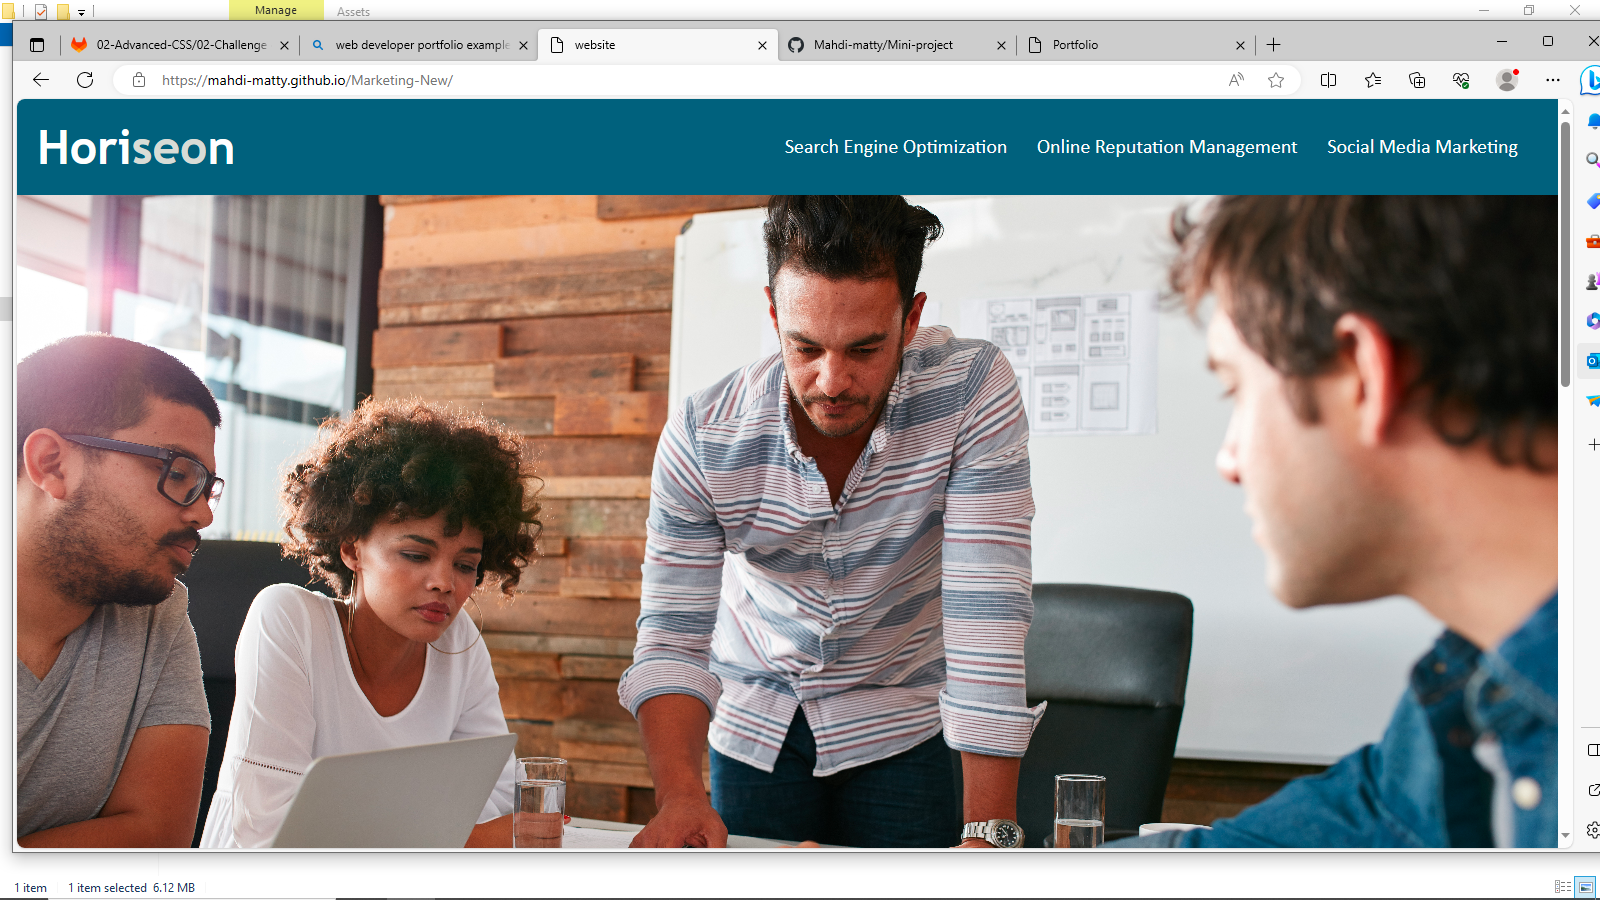 Manage
Assets
02-Advanced-CSS/02-Challenge
web developer portfolio example
website
Mahdi-matty/Mini-project
Portfolio
https://mahdi-matty.github.io/Marketing-New/
Horiseon
Search Engine Optimization
Online Reputation Management
Social Media Marketing
1 item
1 item selected 6.12 MB